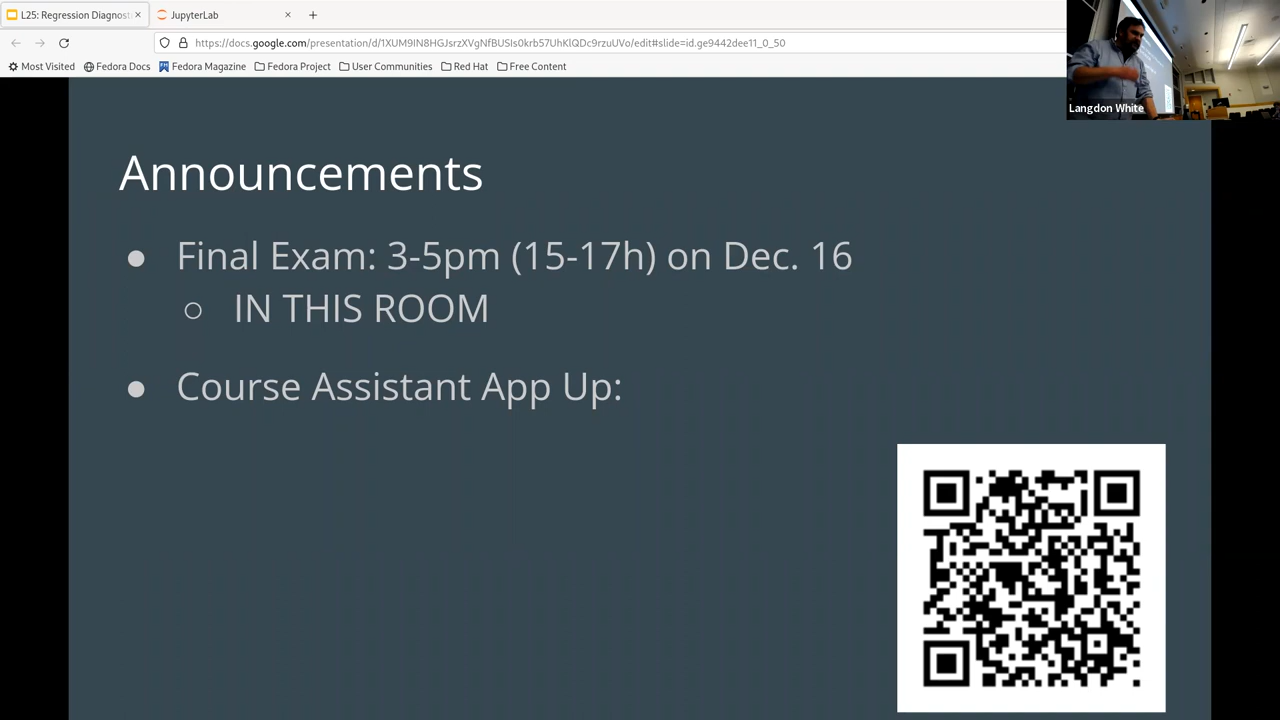 L25: Regression Diagnost
JupyterLab
https://docs.google.com/presentation/d/1XUM9IN8HGJsrzXVgNfBUSIs0krb57UhKlQDc9rzuUVo/edit#slide=id.ge9442dee11_0_50
Most Visited Fedora Docs Fedora Magazine Fedora Project User Communities Red Hat Free Content
Langdon White
Announcements
● Final Exam: 3-5pm (15-17h) on Dec. 16
○ IN THIS ROOM
● Course Assistant App Up: